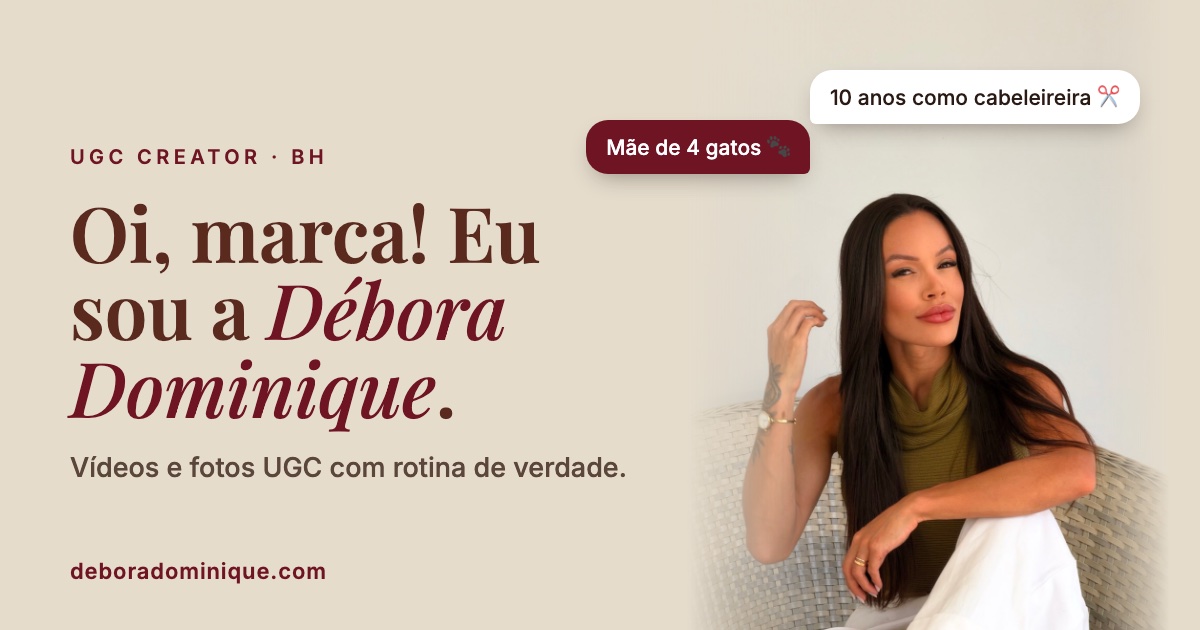 10 anos como cabeleireira ✂️
Mãe de 4 gatos 🐾
UGC CREATOR · BH
Oi, marca! Eu
sou a Débora
Dominique.
Vídeos e fotos UGC com rotina de verdade.
deboradominique.com